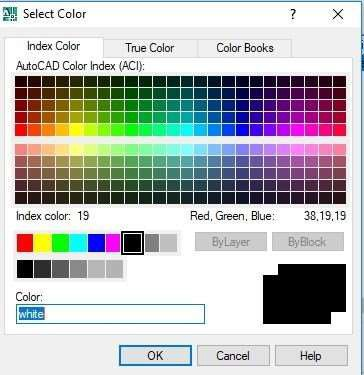 Select Color
?
Index Color True Color Color Books
AutoCAD Color Index (ACI):
Index color: 19 Red, Green, Blue: 38,19,19
ByLayer ByBlock
Color:
white
OK Cancel Help